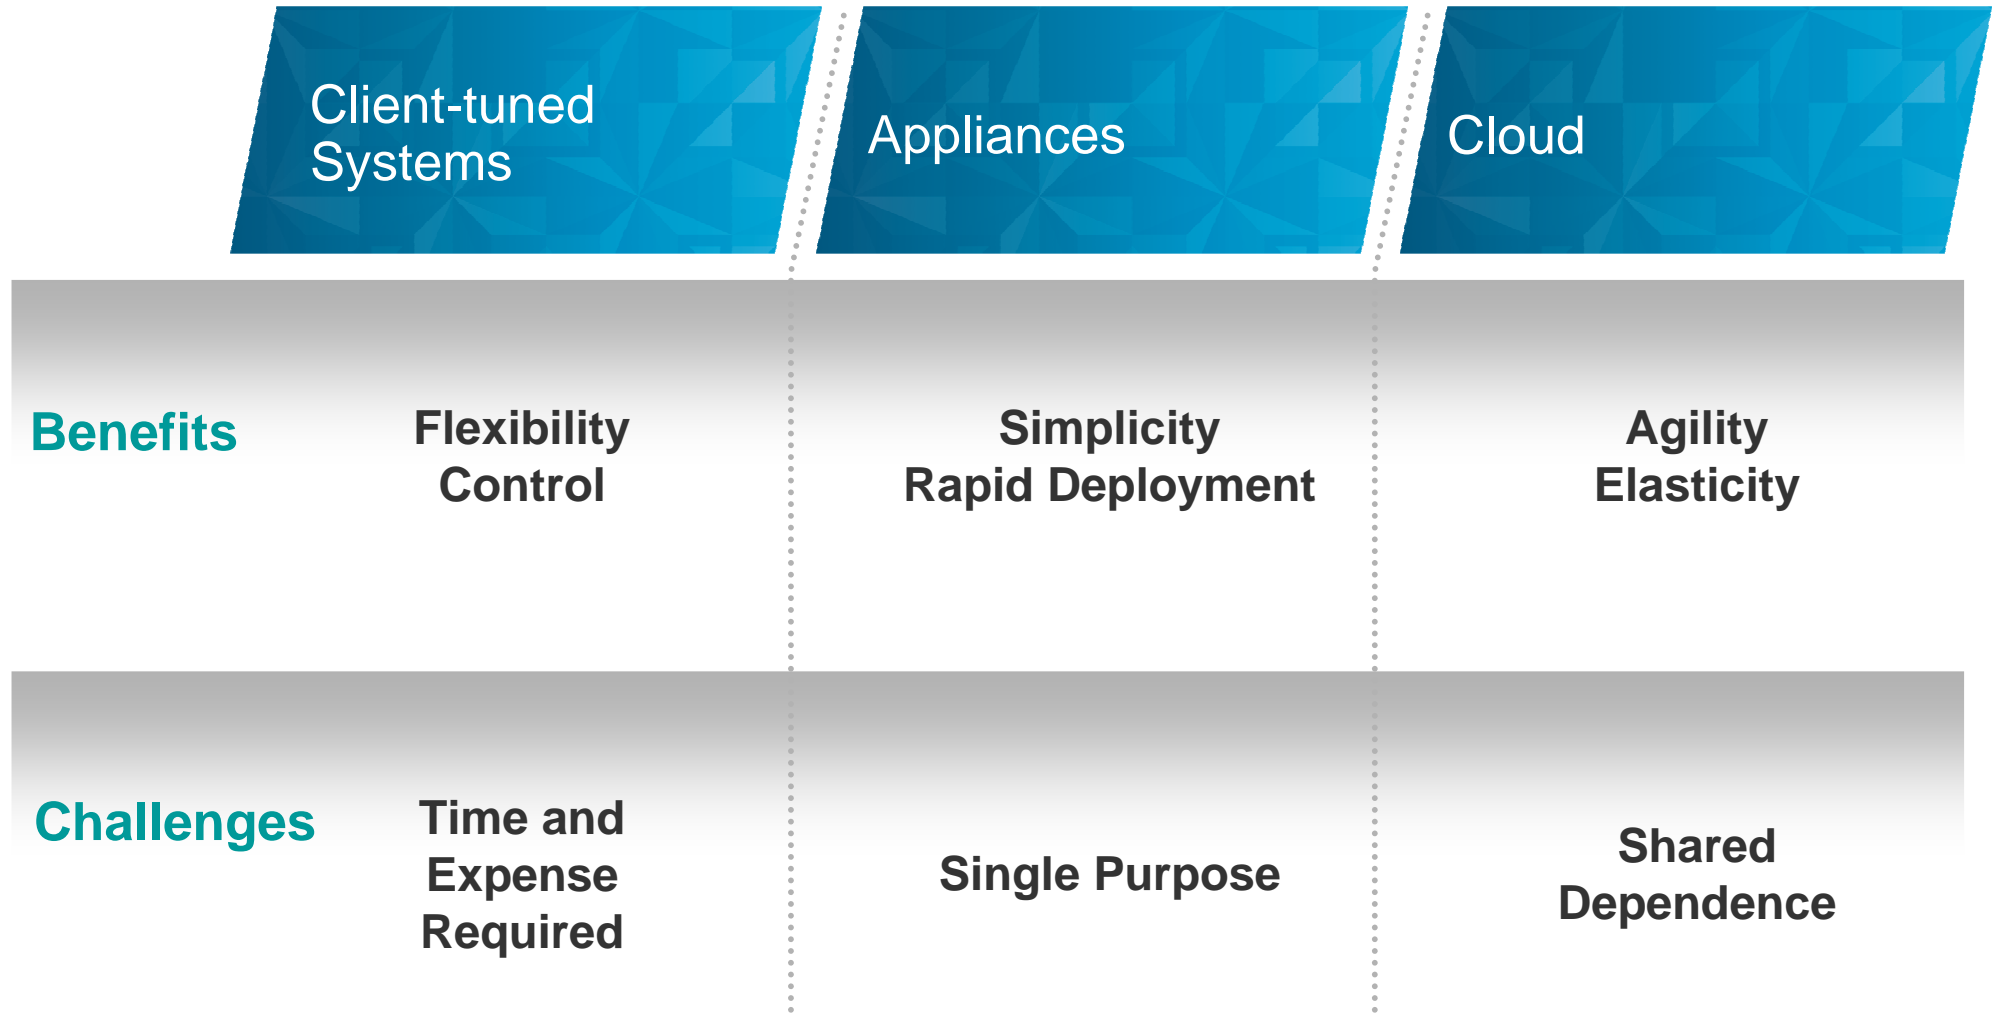 Client-tuned
Systems
Appliances
Cloud
Benefits
Flexibility
Control
Simplicity
Rapid Deployment
Agility
Elasticity
Challenges
Time and
Expense
Required
Single Purpose
Shared
Dependence